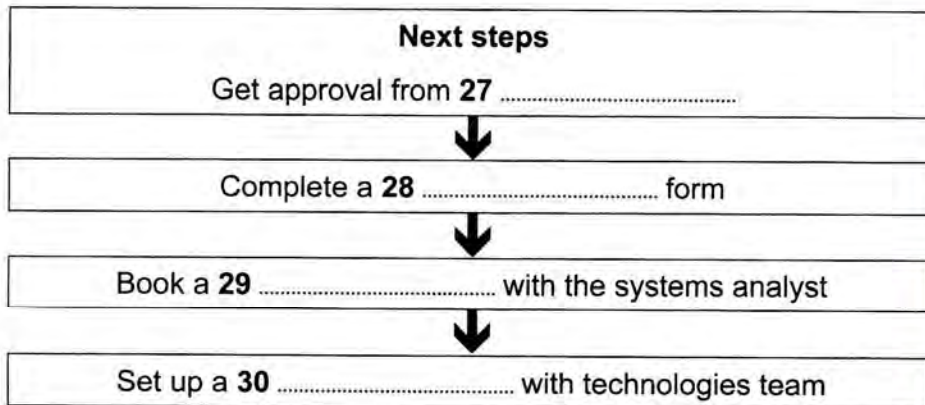 Next steps
Get approval from 27 ....................................
Complete a 28 .................................... form
Book a 29 .................................... with the systems analyst
Set up a 30 .................................... with technologies team